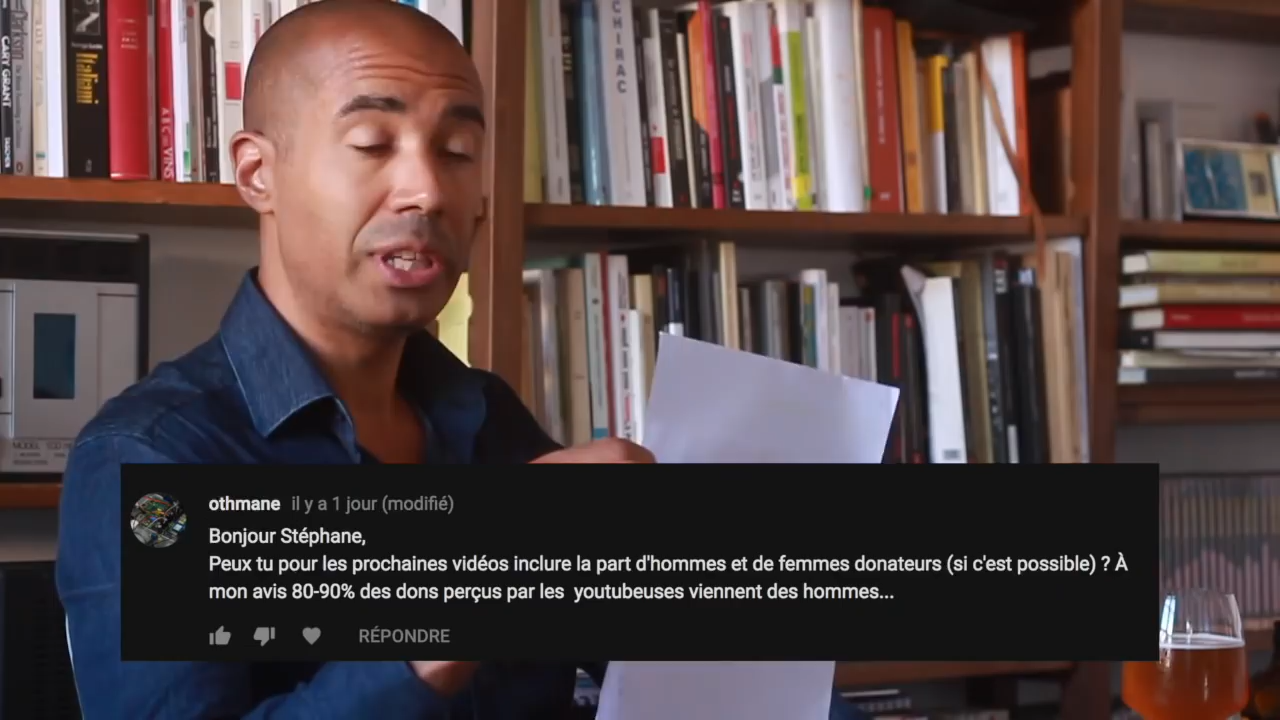 CARY GRANT
Italiani
CHIRAC
othmane il y a 1 jour (modifié)
Bonjour Stéphane,
Peux tu pour les prochaines vidéos inclure la part d'hommes et de femmes donateurs (si c'est possible) ? À
mon avis 80-90% des dons perçus par les  youtubeuses viennent des hommes...
RÉPONDRE